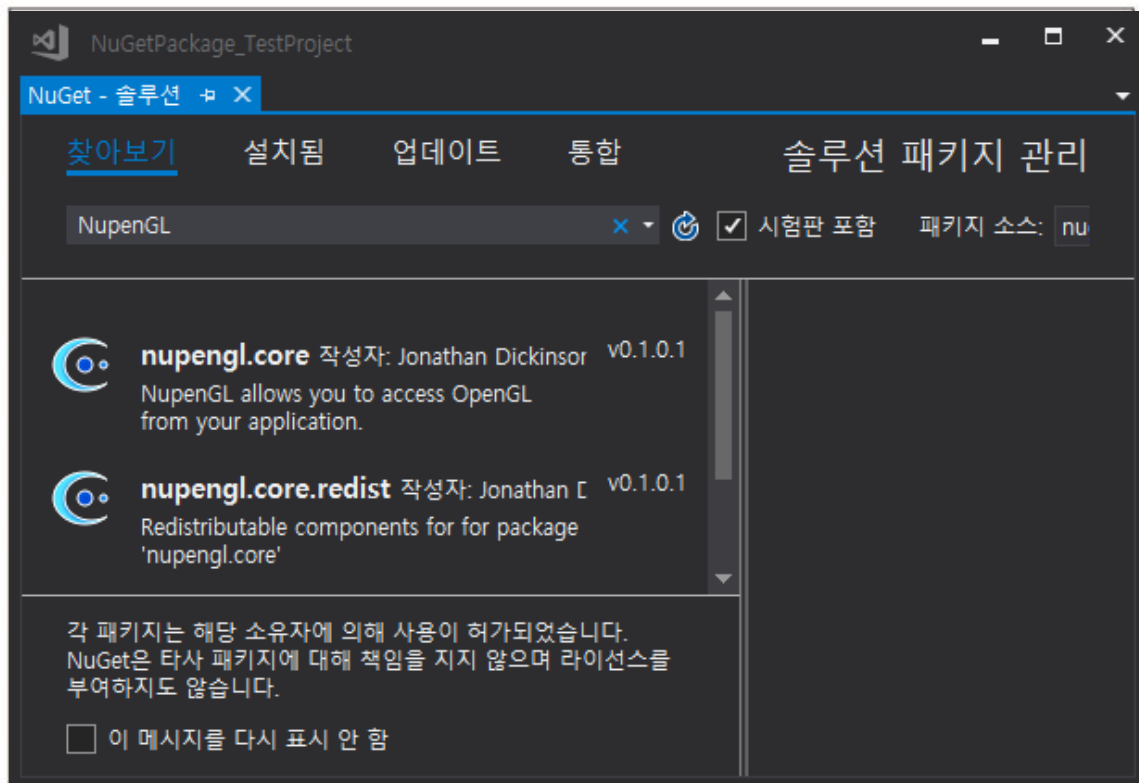 NuGetPackage_TestProject
NuGet - 솔루션
찾아보기 설치됨 업데이트 통합 솔루션 패키지 관리
NupenGL 시험판 포함 패키지 소스: nu
nupengl.core 작성자: Jonathan Dickinsor v0.1.0.1
NupenGL allows you to access OpenGL
from your application.
nupengl.core.redist 작성자: Jonathan D v0.1.0.1
Redistributable components for for package
'nupengl.core'
각 패키지는 해당 소유자에 의해 사용이 허가되었습니다.
NuGet은 타사 패키지에 대해 책임을 지지 않으며 라이선스를
부여하지도 않습니다.
이 메시지를 다시 표시 안 함